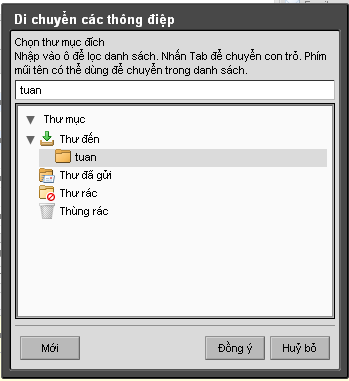 Di chuyển các thông điệp
Chọn thư mục đích
Nhập vào ô để lọc danh sách. Nhấn Tab để chuyển con trỏ. Phím
mũi tên có thể dùng để chuyển trong danh sách.
tuan
Thư mục
Thư đến
tuan
Thư đã gửi
Thư rác
Thùng rác
Mới
Đồng ý
Huỷ bỏ